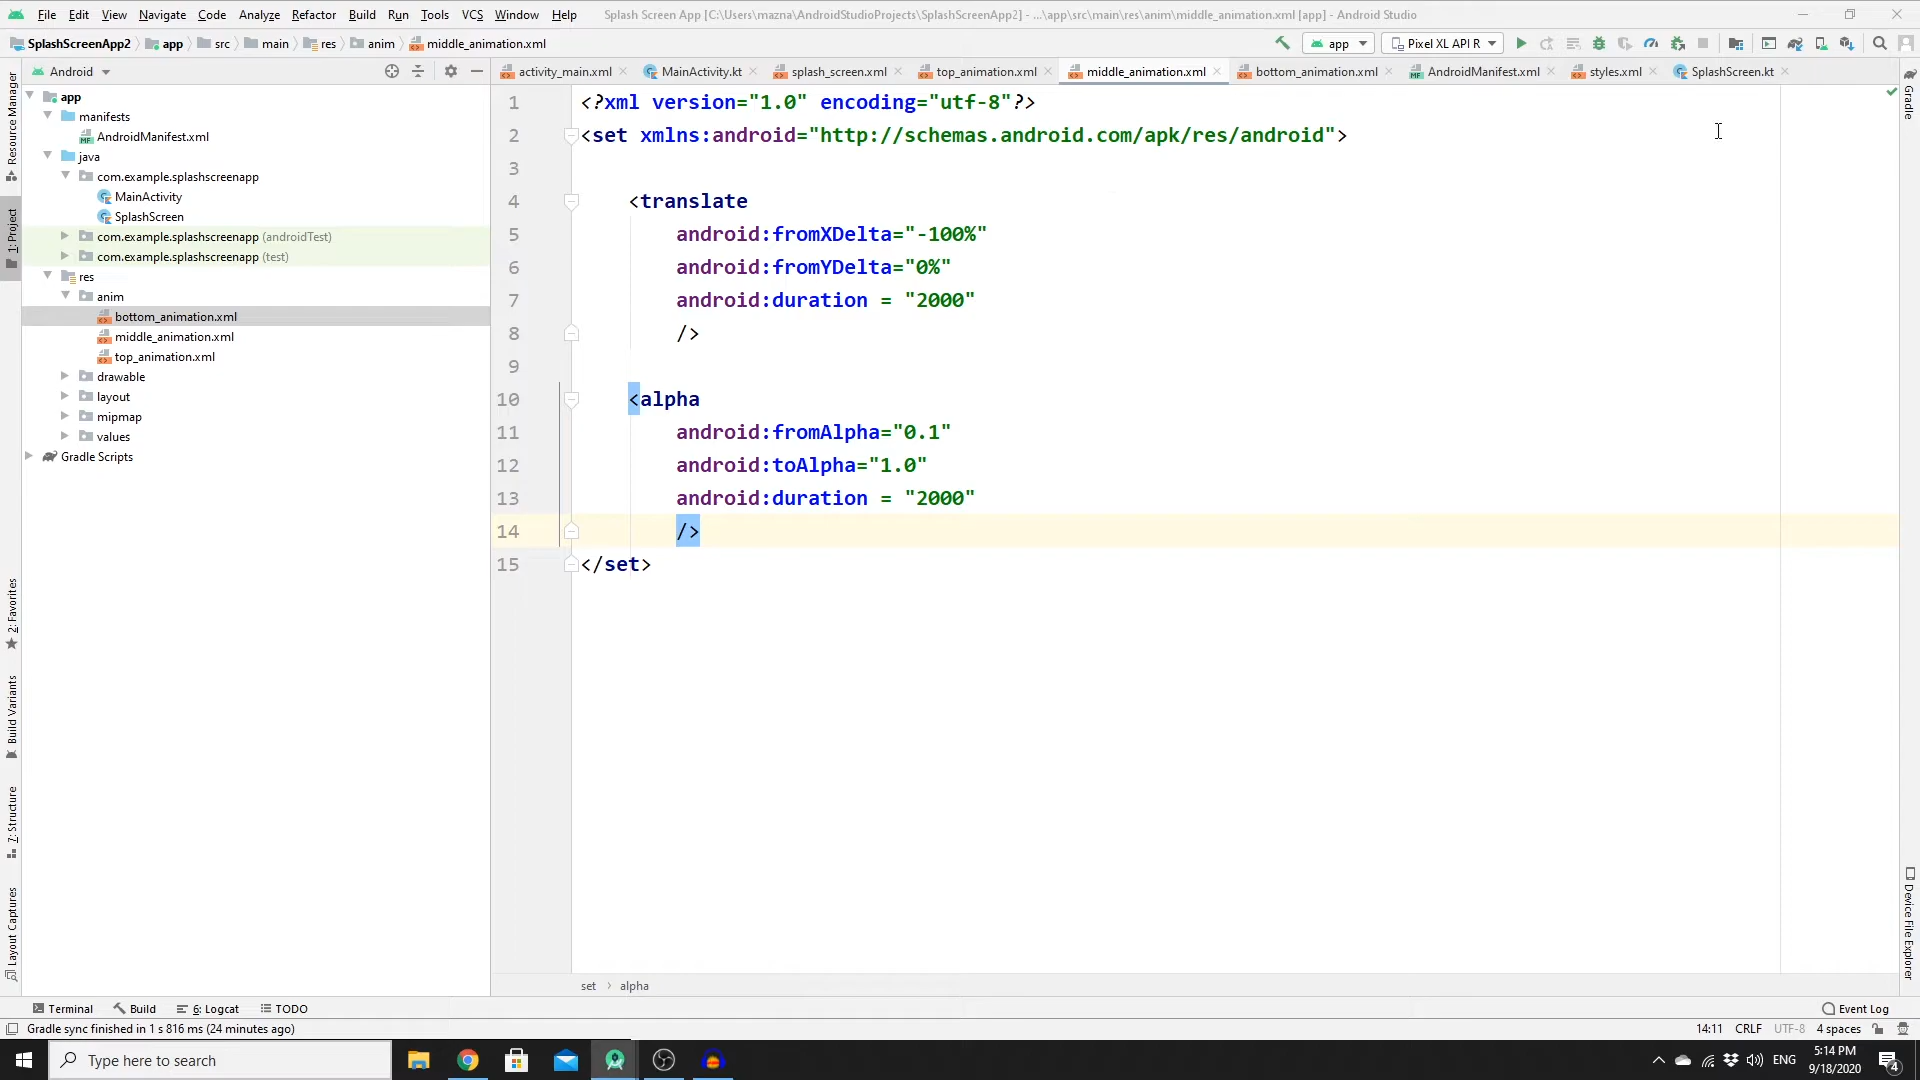 File Edit View Navigate Code Analyze Refactor Build Run Tools VCS Window Help Splash Screen App [C:\Users\mazna\AndroidStudioProjects\SplashScreenApp2] - ...\app\src\main\res\anim\middle_animation.xml [app] - Android Studio
SplashScreenApp2 app src main res anim middle_animation.xml app Pixel XL API R
Android activity_main.xml MainActivity.kt splash_screen.xml top_animation.xml middle_animation.xml bottom_animation.xml AndroidManifest.xml styles.xml SplashScreen.kt
Resource Manager
1: Project
2: Favorites
Build Variants
7: Structure
Layout Captures
app
manifests
AndroidManifest.xml
java
com.example.splashscreenapp
MainActivity
SplashScreen
com.example.splashscreenapp (androidTest)
com.example.splashscreenapp (test)
res
anim
bottom_animation.xml
middle_animation.xml
top_animation.xml
drawable
layout
mipmap
values
Gradle Scripts
1 <?xml version="1.0" encoding="utf-8"?>
2 <set xmlns:android="http://schemas.android.com/apk/res/android">
3
4 <translate
5 android:fromXDelta="-100%"
6 android:fromYDelta="0%"
7 android:duration = "2000"
8 />
9
10 <alpha
11 android:fromAlpha="0.1"
12 android:toAlpha="1.0"
13 android:duration = "2000"
14 />
15 </set>
Gradle
Device File Explorer
set › alpha
Terminal Build 6: Logcat TODO Event Log
Gradle sync finished in 1 s 816 ms (24 minutes ago) 14:11 CRLF UTF-8 4 spaces
Type here to search ENG 5:14 PM
9/18/2020 4